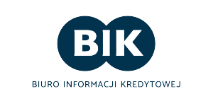 BIK
BIURO INFORMACJI KREDYTOWEJ